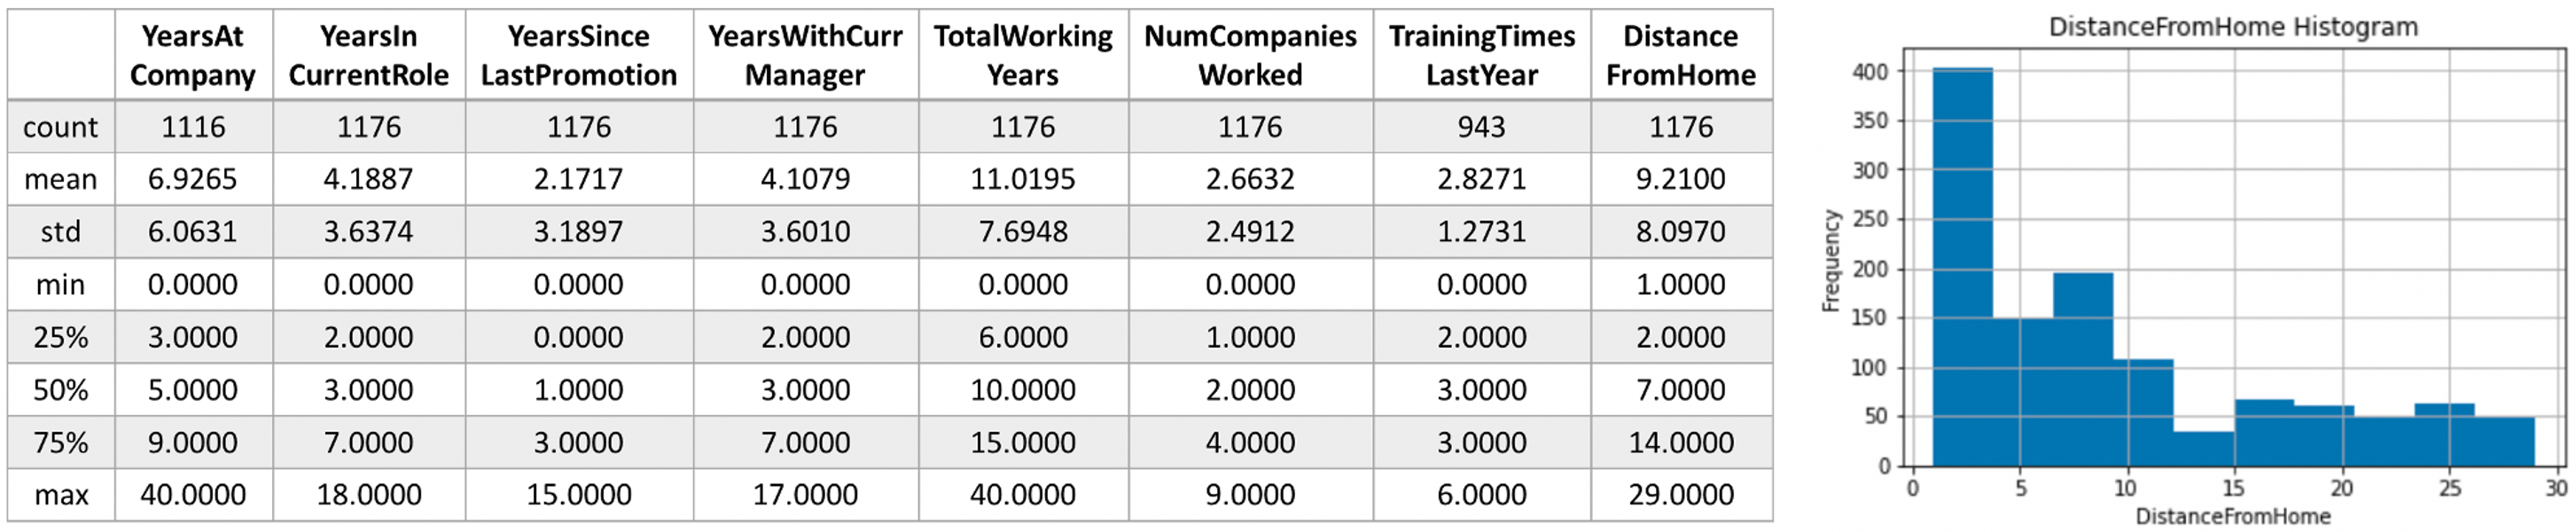 YearsAt Company YearsIn CurrentRole YearsSince LastPromotion YearsWithCurr Manager TotalWorking Years NumCompanies Worked TrainingTimes LastYear Distance FromHome
count 1116 1176 1176 1176 1176 1176 943 1176
mean 6.9265 4.1887 2.1717 4.1079 11.0195 2.6632 2.8271 9.2100
std 6.0631 3.6374 3.1897 3.6010 7.6948 2.4912 1.2731 8.0970
min 0.0000 0.0000 0.0000 0.0000 0.0000 0.0000 0.0000 1.0000
25% 3.0000 2.0000 0.0000 2.0000 6.0000 1.0000 2.0000 2.0000
50% 5.0000 3.0000 1.0000 3.0000 10.0000 2.0000 3.0000 7.0000
75% 9.0000 7.0000 3.0000 7.0000 15.0000 4.0000 3.0000 14.0000
max 40.0000 18.0000 15.0000 17.0000 40.0000 9.0000 6.0000 29.0000
DistanceFromHome Histogram
Frequency
400
350
300
250
200
150
100
50
0
0 5 10 15 20 25 30
DistanceFromHome